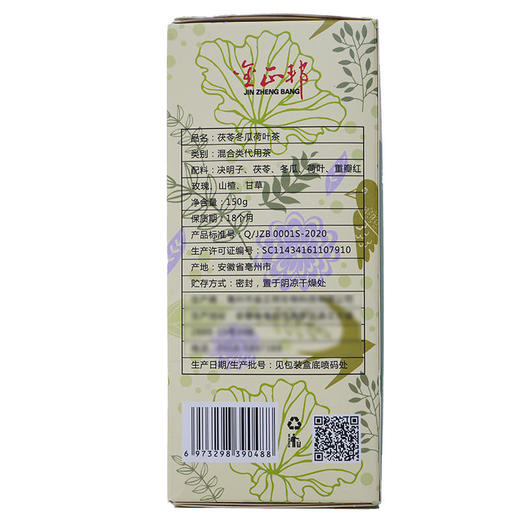 金正邦
JIN ZHENG BANG
品名：茯苓冬瓜荷叶茶
类别：混合类代用茶
配料：决明子、茯苓、冬瓜、荷叶、重瓣红
玫瑰、山楂、甘草
净含量：150g
保质期：18个月
产品标准号：Q/JZB 0001S-2020
生产许可证编号：SC11434161107910
产地：安徽省亳州市
贮存方式：密封，置于阴凉干燥处
生产日期/生产批号：见包装盒底喷码处
6 973298 390488